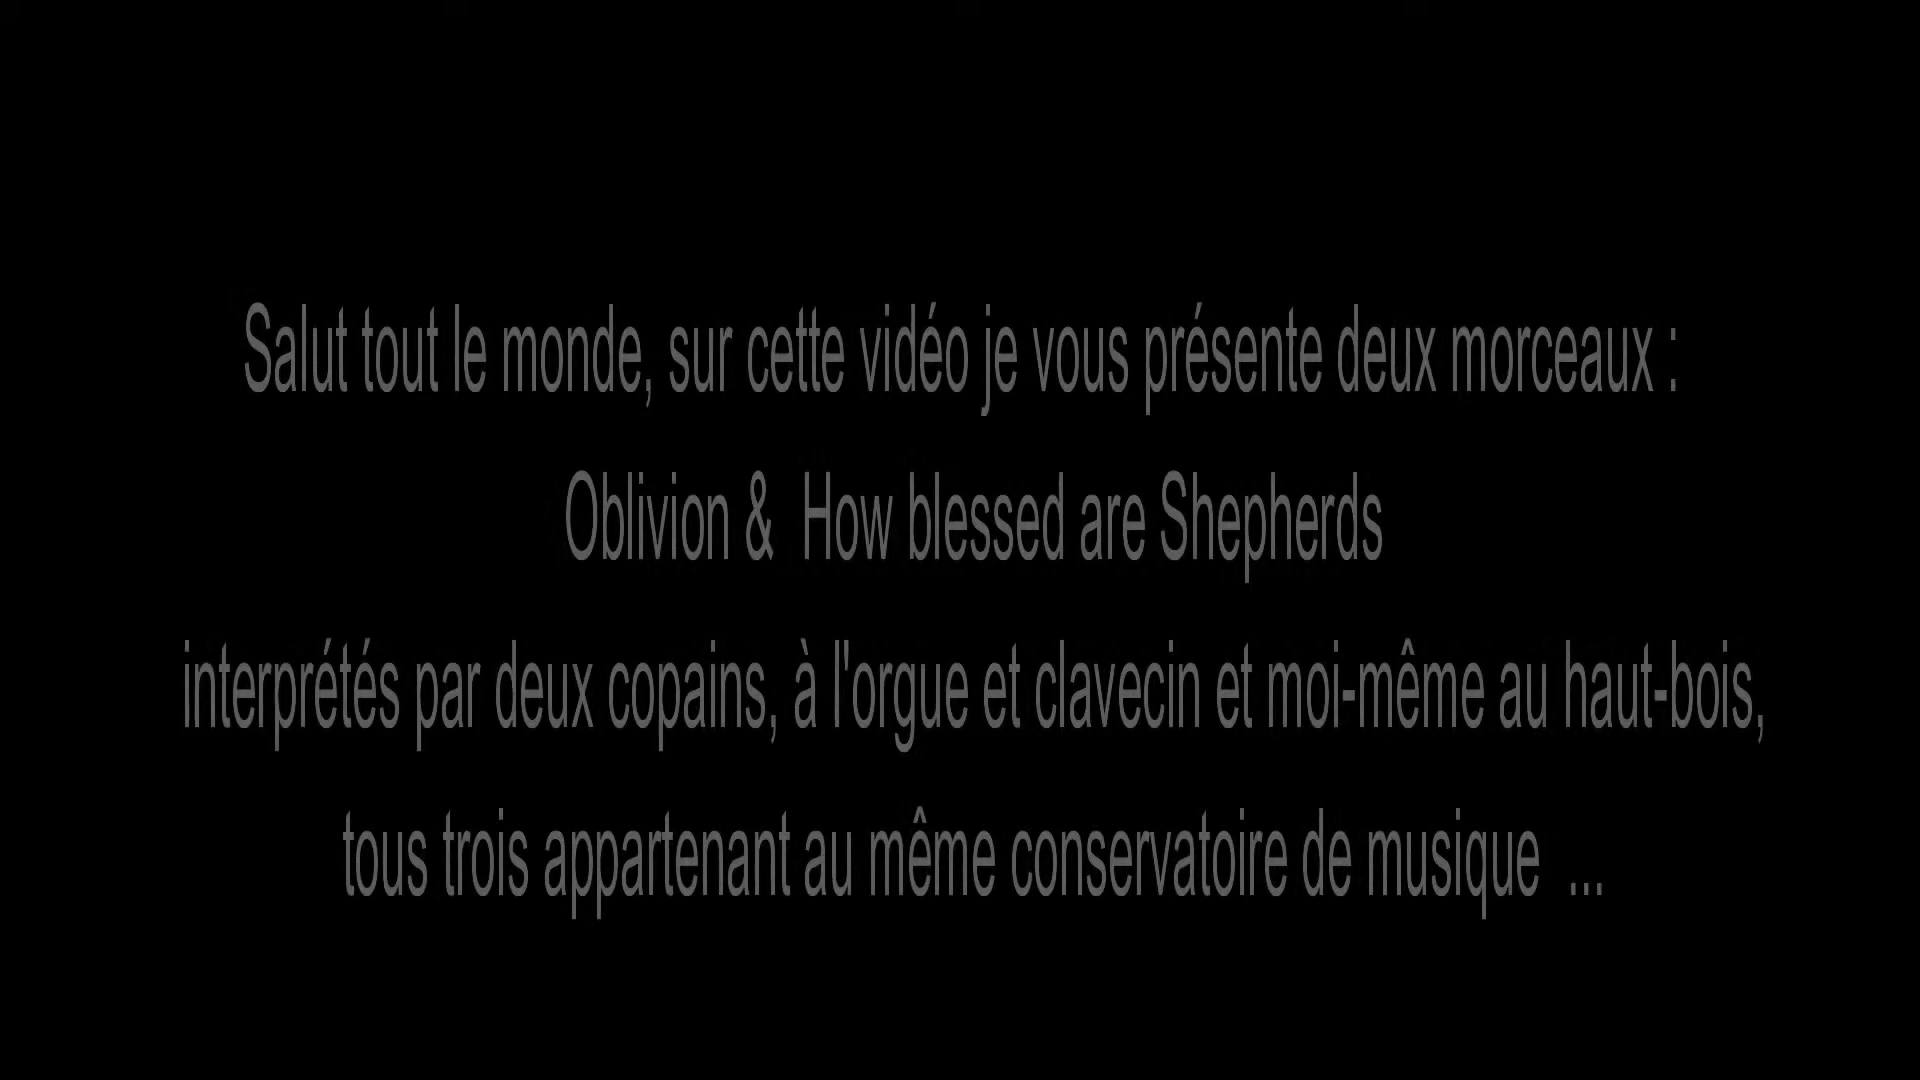 Salut tout le monde, sur cette vidéo je vous présente deux morceaux :
Oblivion &  How blessed are Shepherds
interprétés par deux copains, à l'orgue et clavecin et moi-même au haut-bois,
tous trois appartenant au même conservatoire de musique  ...